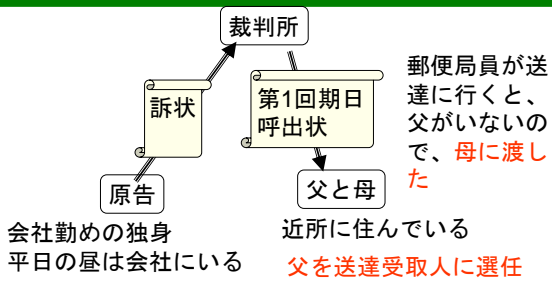 裁判所
訴状
第1回期日
呼出状
郵便局員が送
達に行くと、
父がいないの
で、母に渡し
た
原告
父と母
会社勤めの独身
平日の昼は会社にいる
近所に住んでいる
父を送達受取人に選任